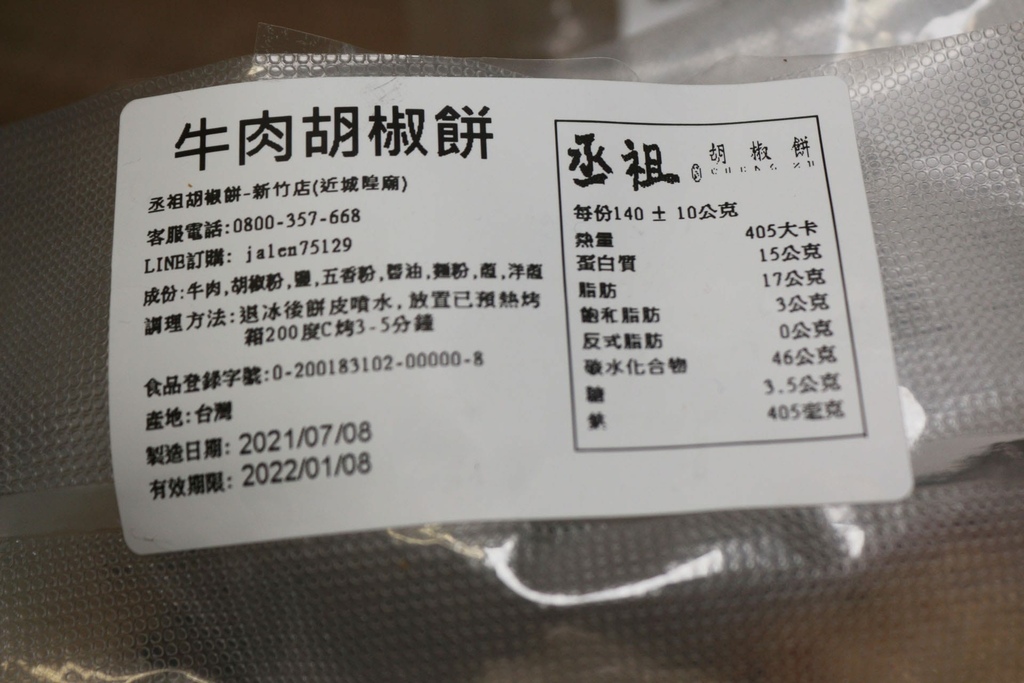 牛肉胡椒餅
丞祖胡椒餅-新竹店(近城隍廟)
客服電話:0800-357-668
LINE訂購: jalen75129
成份:牛肉,胡椒粉,鹽,五香粉,醬油,麵粉,蔥,洋蔥
調理方法:退冰後餅皮噴水,放置已預熱烤
箱200度C烤3-5分鐘
食品登錄字號:0-200183102-00000-8
產地:台灣
製造日期: 2021/07/08
有效期限: 2022/01/08
丞祖 胡椒餅
CHENG ZU
每份140 ± 10公克
熱量 405大卡
蛋白質 15公克
脂肪 17公克
飽和脂肪 3公克
反式脂肪 0公克
碳水化合物 46公克
糖 3.5公克
鈉 405毫克